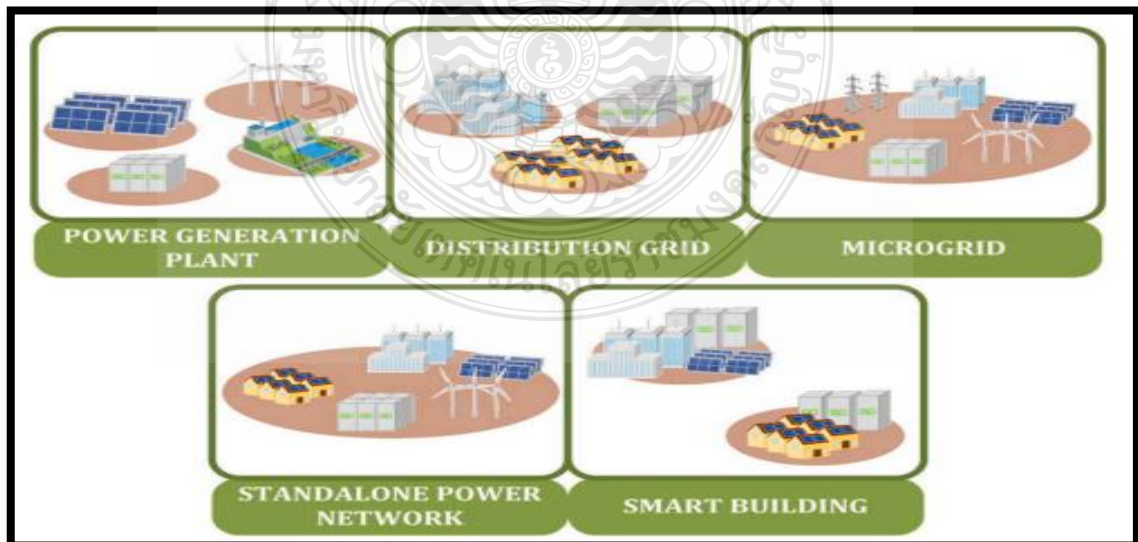 POWER GENERATION
PLANT
DISTRIBUTION GRID
MICROGRID
STANDALONE POWER
NETWORK
SMART BUILDING